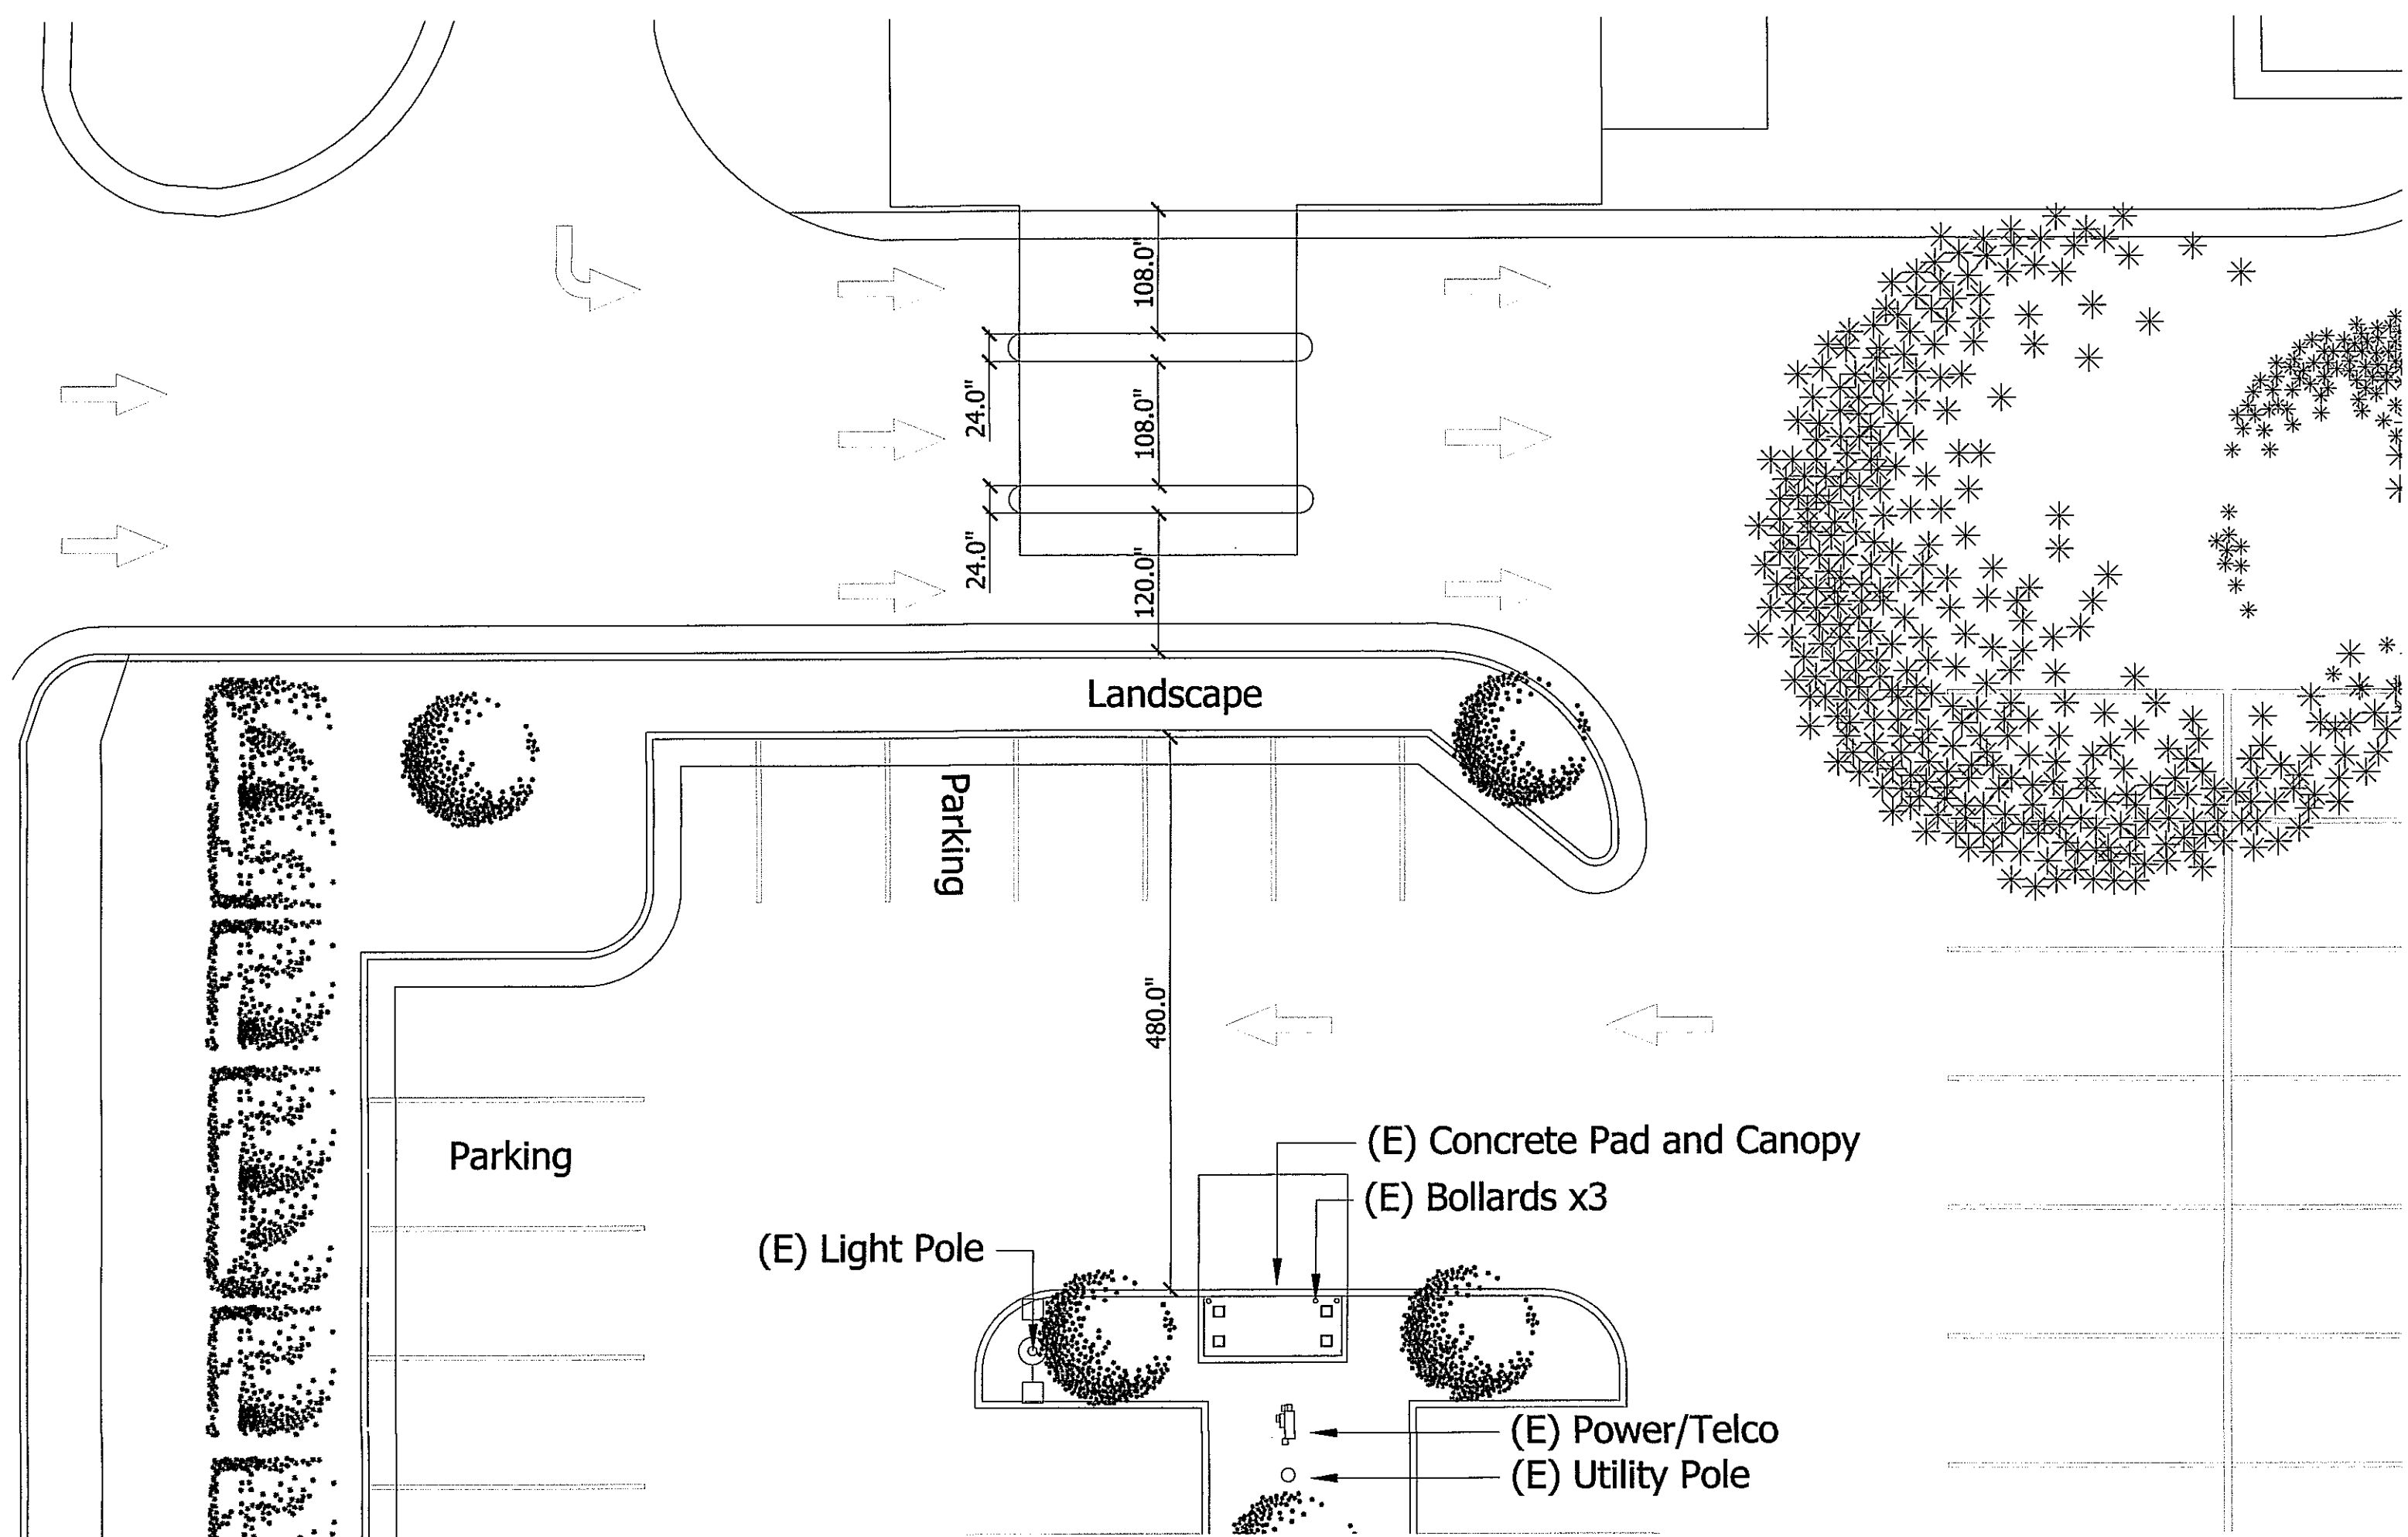 108.0"
24.0"
108.0"
24.0"
120.0"
Landscape
Parking
480.0"
(E) Concrete Pad and Canopy
Parking
(E) Bollards x3
(E) Light Pole
(E) Power/Telco
(E) Utility Pole